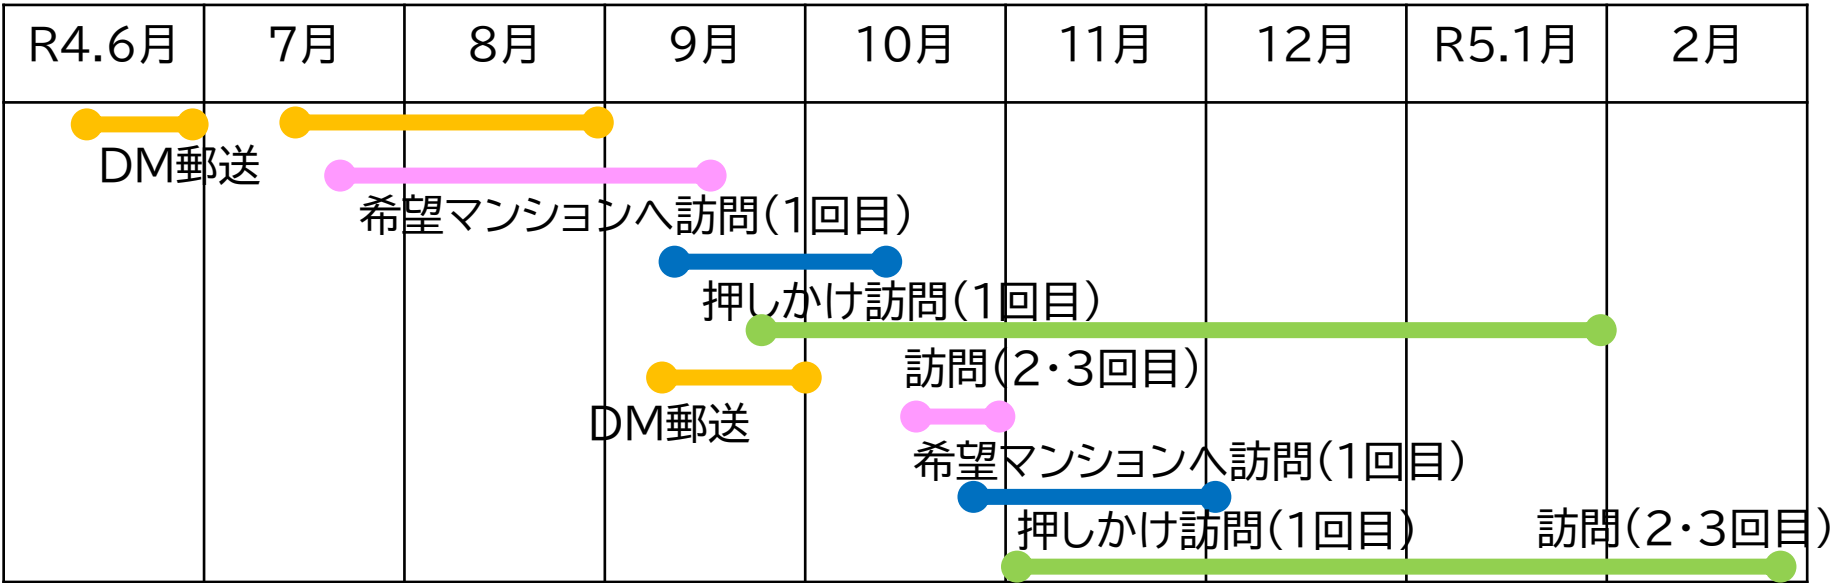 R4.6月 7月 8月 9月 10月 11月 12月 R5.1月 2月
DM郵送
希望マンションへ訪問(1回目)
押しかけ訪問(1回目)
訪問(2・3回目)
DM郵送
希望マンションへ訪問(1回目)
押しかけ訪問(1回目)
訪問(2・3回目)